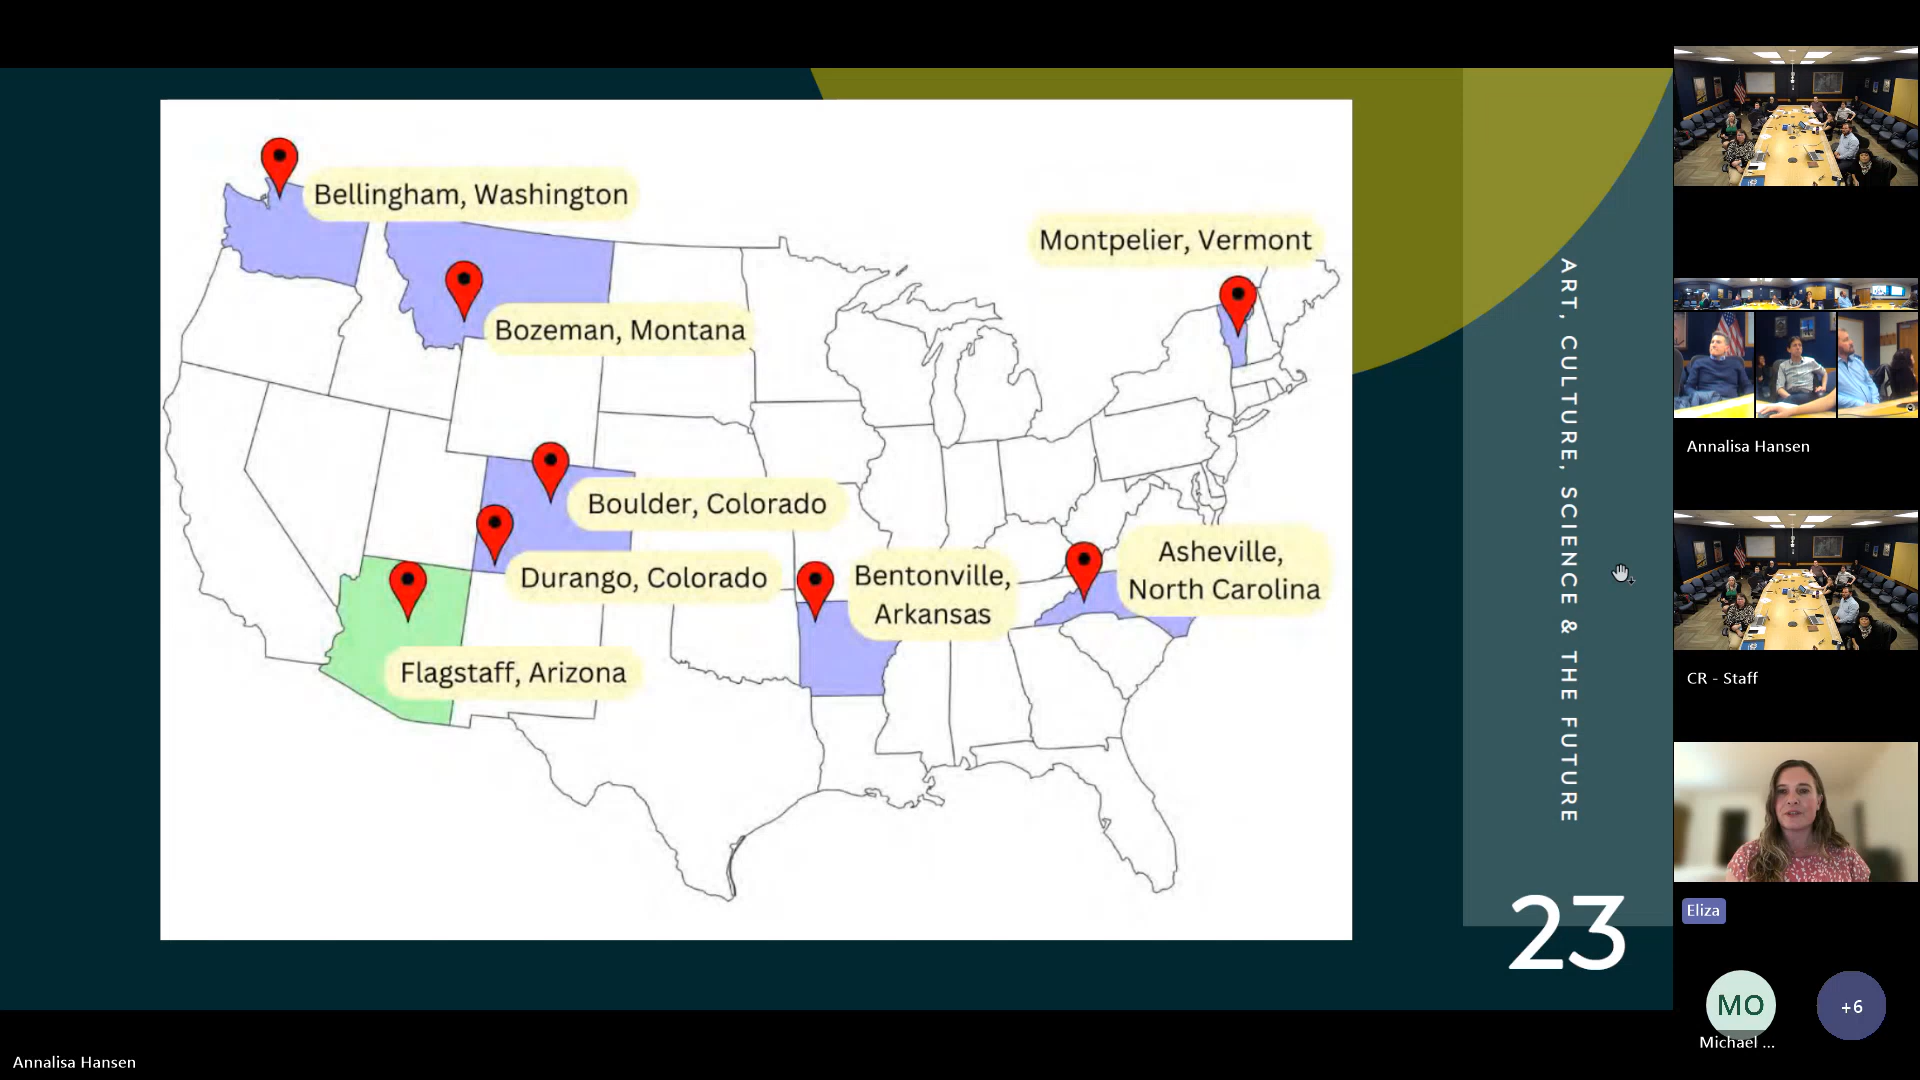 Bellingham, Washington
Montpelier, Vermont
Bozeman, Montana
Boulder, Colorado
Durango, Colorado
Bentonville,
Arkansas
Asheville,
North Carolina
Flagstaff, Arizona
ART, CULTURE, SCIENCE & THE FUTURE
23
Annalisa Hansen
CR - Staff
Eliza
MO
Michael ...
+6
Annalisa Hansen